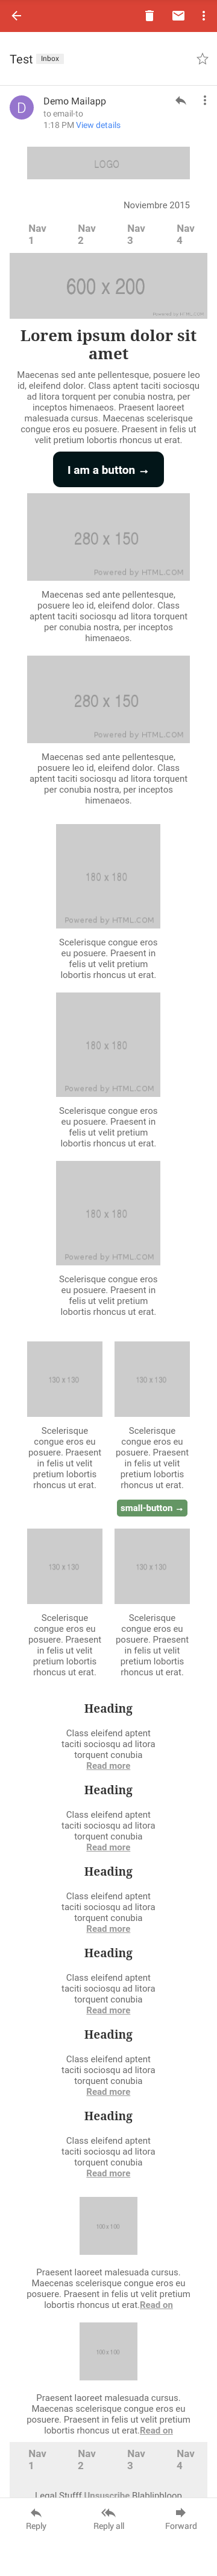 Test Inbox
D
Demo Mailapp
to email-to
1:18 PM View details
LOGO
Noviembre 2015
Nav 1 Nav 2 Nav 3 Nav 4
600 x 200
Powered by HTML.COM
Lorem ipsum dolor sit
amet
Maecenas sed ante pellentesque, posuere leo
id, eleifend dolor. Class aptent taciti sociosqu
ad litora torquent per conubia nostra, per
inceptos himenaeos. Praesent laoreet
malesuada cursus. Maecenas scelerisque
congue eros eu posuere. Praesent in felis ut
velit pretium lobortis rhoncus ut erat.
I am a button →
280 x 150
Powered by HTML.COM
Maecenas sed ante pellentesque,
posuere leo id, eleifend dolor. Class
aptent taciti sociosqu ad litora torquent
per conubia nostra, per inceptos
himenaeos.
280 x 150
Powered by HTML.COM
Maecenas sed ante pellentesque,
posuere leo id, eleifend dolor. Class
aptent taciti sociosqu ad litora torquent
per conubia nostra, per inceptos
himenaeos.
180 x 180
Powered by HTML.COM
Scelerisque congue eros
eu posuere. Praesent in
felis ut velit pretium
lobortis rhoncus ut erat.
180 x 180
Powered by HTML.COM
Scelerisque congue eros
eu posuere. Praesent in
felis ut velit pretium
lobortis rhoncus ut erat.
180 x 180
Powered by HTML.COM
Scelerisque congue eros
eu posuere. Praesent in
felis ut velit pretium
lobortis rhoncus ut erat.
130 x 130
Scelerisque
congue eros eu
posuere. Praesent
in felis ut velit
pretium lobortis
rhoncus ut erat.
130 x 130
Scelerisque
congue eros eu
posuere. Praesent
in felis ut velit
pretium lobortis
rhoncus ut erat.
small-button →
130 x 130
Scelerisque
congue eros eu
posuere. Praesent
in felis ut velit
pretium lobortis
rhoncus ut erat.
130 x 130
Scelerisque
congue eros eu
posuere. Praesent
in felis ut velit
pretium lobortis
rhoncus ut erat.
Heading
Class eleifend aptent
taciti sociosqu ad litora
torquent conubia
Read more
Heading
Class eleifend aptent
taciti sociosqu ad litora
torquent conubia
Read more
Heading
Class eleifend aptent
taciti sociosqu ad litora
torquent conubia
Read more
Heading
Class eleifend aptent
taciti sociosqu ad litora
torquent conubia
Read more
Heading
Class eleifend aptent
taciti sociosqu ad litora
torquent conubia
Read more
Heading
Class eleifend aptent
taciti sociosqu ad litora
torquent conubia
Read more
100 x 100
Praesent laoreet malesuada cursus.
Maecenas scelerisque congue eros eu
posuere. Praesent in felis ut velit pretium
lobortis rhoncus ut erat.Read on
100 x 100
Praesent laoreet malesuada cursus.
Maecenas scelerisque congue eros eu
posuere. Praesent in felis ut velit pretium
lobortis rhoncus ut erat.Read on
Nav 1 Nav 2 Nav 3 Nav 4
Legal Stufff Unsuscribe Blablipbloop
Reply Reply all Forward